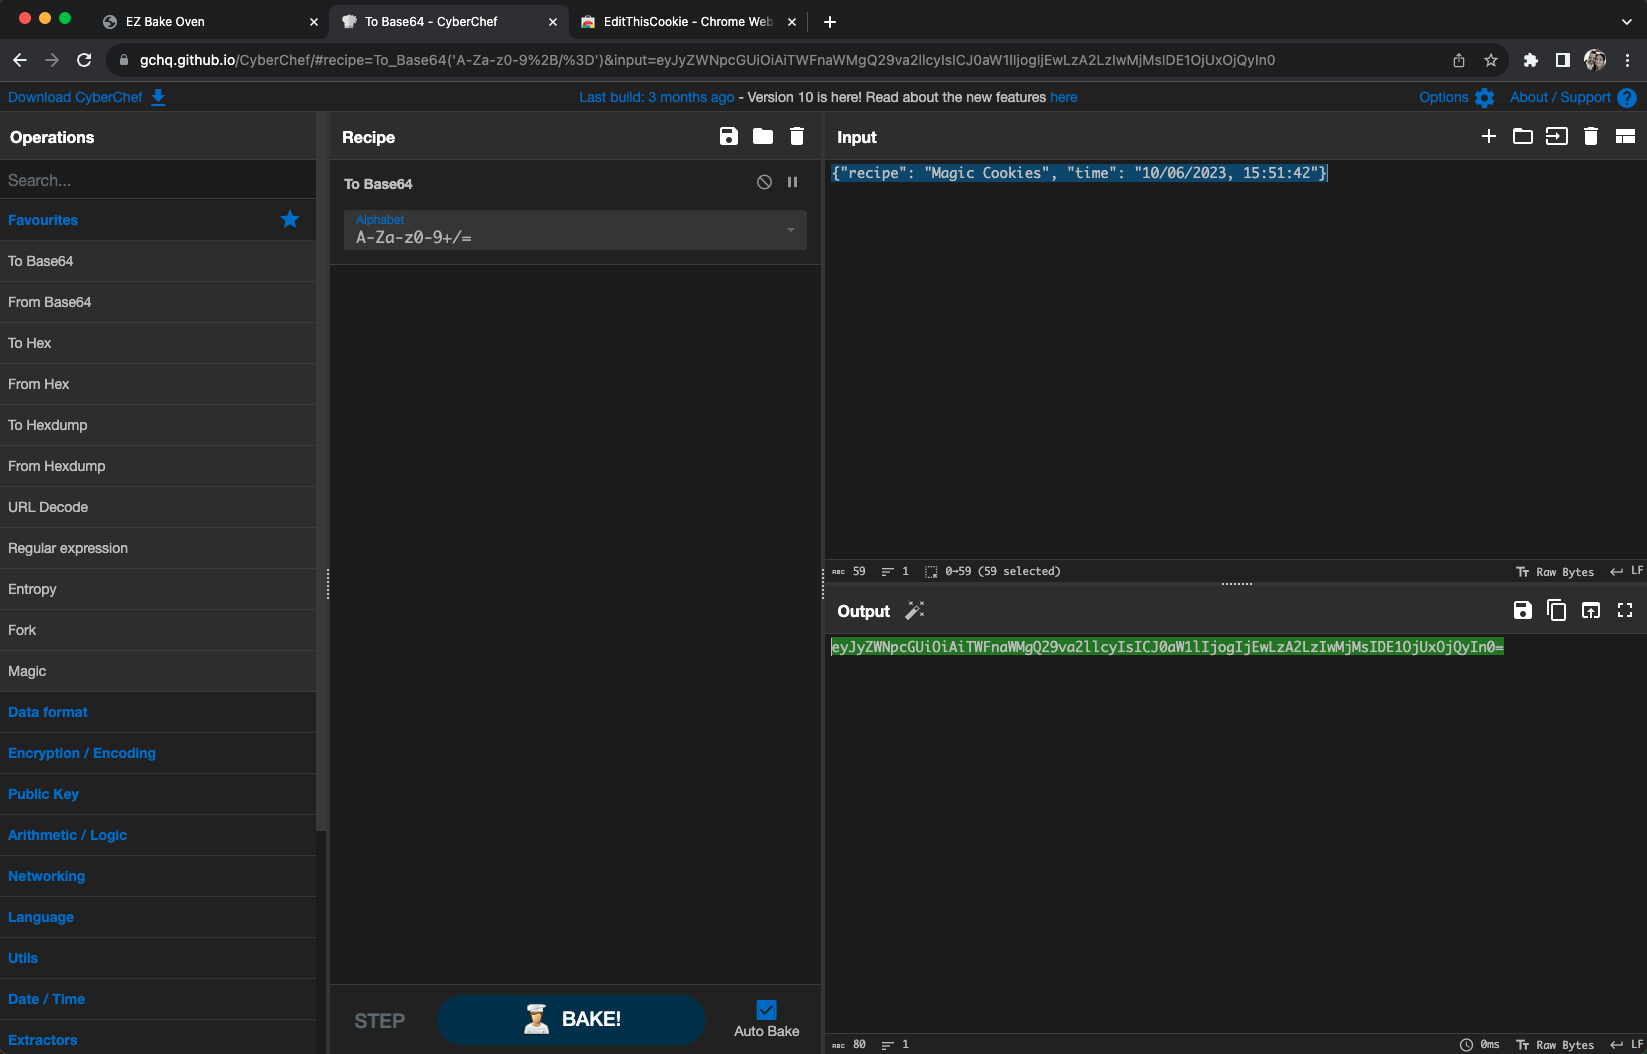 EZ Bake Oven
To Base64 - CyberChef
EditThisCookie - Chrome Web
gchq.github.io/CyberChef/#recipe=To_Base64('A-Za-z0-9%2B/%3D')&input=eyJyZWNpcGUiOiAiTWFnaWMgQ29va2llcyIsICJ0aW1lIjogIjEwLzA2LzIwMjMsIDE1OjUxOjQyIn0
Download CyberChef
Last build: 3 months ago - Version 10 is here! Read about the new features here
Options
About / Support
Operations
Search...
Favourites
To Base64
From Base64
To Hex
From Hex
To Hexdump
From Hexdump
URL Decode
Regular expression
Entropy
Fork
Magic
Data format
Encryption / Encoding
Public Key
Arithmetic / Logic
Networking
Language
Utils
Date / Time
Extractors
Recipe
To Base64
Alphabet
A-Za-z0-9+/=
STEP
BAKE!
Auto Bake
Input
{"recipe": "Magic Cookies", "time": "10/06/2023, 15:51:42"}
ABC 59 1 0→59 (59 selected)
Tт Raw Bytes LF
Output
eyJyZWNpcGUiOiAiTWFnaWMgQ29va2llcyIsICJ0aW1lIjogIjEwLzA2LzIwMjMsIDE1OjUxOjQyIn0=
ABC 80 1
0ms Tт Raw Bytes LF